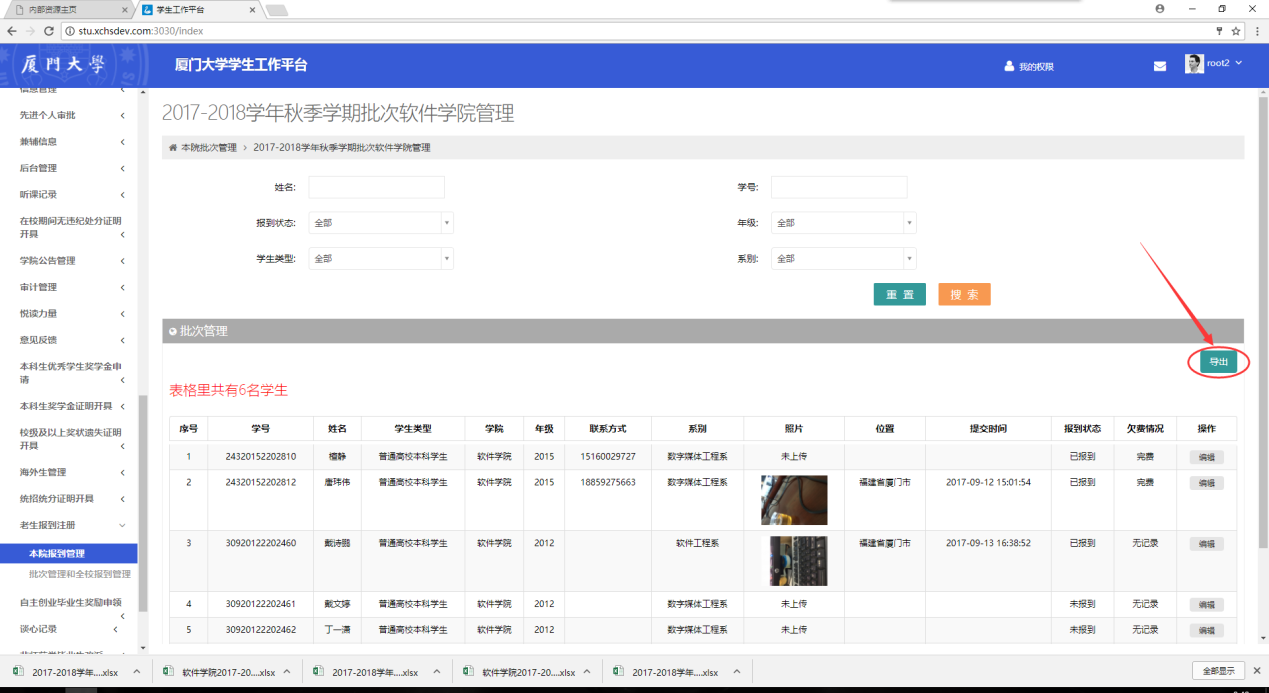 内部资源主页
学生工作平台
stu.xchsdev.com:3030/index
厦门大学
厦门大学学生工作平台
我的权限
root2
信息管理
先进个人审批
兼辅信息
后台管理
听课记录
在校期间无违纪处分证明
开具
学院公告管理
审计管理
悦读力量
意见反馈
本科生优秀学生奖学金申
请
本科生奖学金证明开具
校级及以上奖状遗失证明
开具
海外生管理
统招统分证明开具
老生报到注册
本院报到管理
批次管理和全校报到管理
自主创业毕业生奖励申领
谈心记录
2017-2018学年秋季学期批次软件学院管理
本院批次管理 > 2017-2018学年秋季学期批次软件学院管理
姓名: 学号:
报到状态: 全部 年级: 全部
学生类型: 全部 系别: 全部
重 置 搜 索
批次管理
导出
表格里共有6名学生
序号 学号 姓名 学生类型 学院 年级 联系方式 系别 照片 位置 提交时间 报到状态 欠费情况 操作
1 24320152202810 檀静 普通高校本科学生 软件学院 2015 15160029727 数字媒体工程系 未上传 已报到 完费 编辑
2 24320152202812 唐玮伟 普通高校本科学生 软件学院 2015 18859275663 数字媒体工程系 福建省厦门市 2017-09-12 15:01:54 已报到 完费 编辑
3 30920122202460 普通高校本科学生 软件学院 2012 软件工程系 福建省厦门市 2017-09-13 16:38:52 已报到 无记录 编辑
4 30920122202461 戴文婷 普通高校本科学生 软件学院 2012 数字媒体工程系 未上传 未报到 无记录 编辑
5 30920122202462 丁一潇 普通高校本科学生 软件学院 2012 数字媒体工程系 未上传 未报到 无记录 编辑
2017-2018学年....xlsx 软件学院2017-20....xlsx 2017-2018学年....xlsx 软件学院2017-20....xlsx 2017-2018学年....xlsx 全部显示